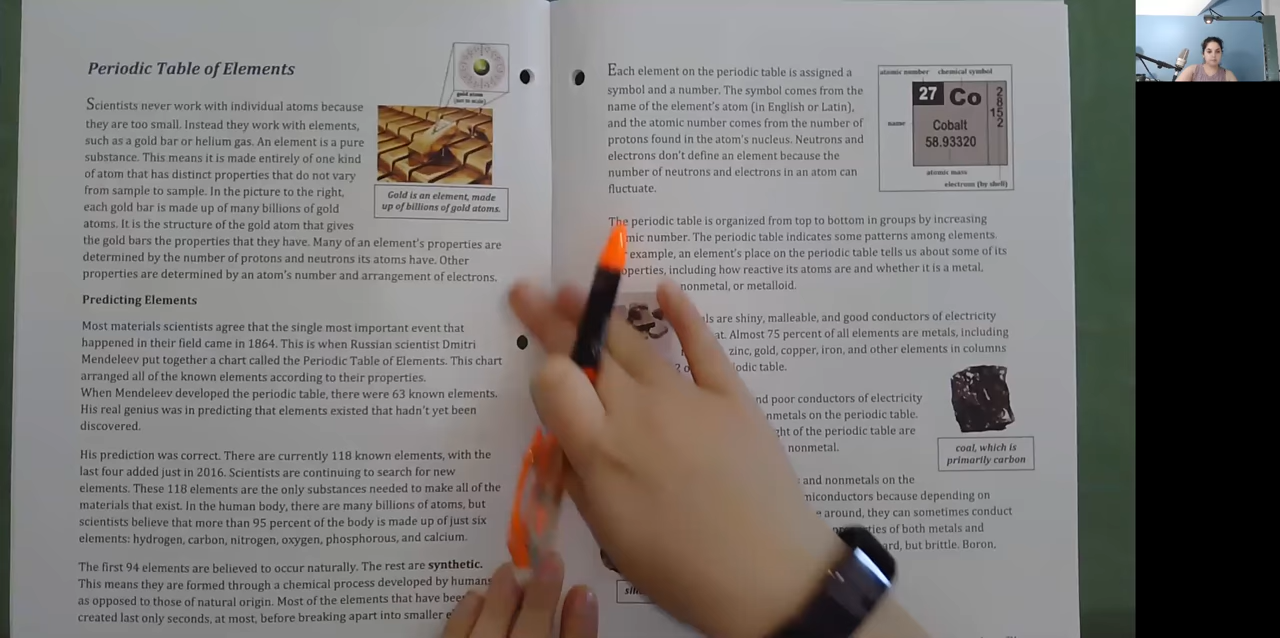 Periodic Table of Elements
Scientists never work with individual atoms because
they are too small. Instead they work with elements,
such as a gold bar or helium gas. An element is a pure
substance. This means it is made entirely of one kind
of atom that has distinct properties that do not vary
from sample to sample. In the picture to the right,
each gold bar is made up of many billions of gold
atoms. It is the structure of the gold atom that gives
the gold bars the properties that they have. Many of an element's properties are
determined by the number of protons and neutrons its atoms have. Other
properties are determined by an atom's number and arrangement of electrons.
gold atom
(not to scale)
Gold is an element, made
up of billions of gold atoms.
Predicting Elements
Most materials scientists agree that the single most important event that
happened in their field came in 1864. This is when Russian scientist Dmitri
Mendeleev put together a chart called the Periodic Table of Elements. This chart
arranged all of the known elements according to their properties.
When Mendeleev developed the periodic table, there were 63 known elements.
His real genius was in predicting that elements existed that hadn't yet been
discovered.
His prediction was correct. There are currently 118 known elements, with the
last four added just in 2016. Scientists are continuing to search for new
elements. These 118 elements are the only substances needed to make all of the
materials that exist. In the human body, there are many billions of atoms, but
scientists believe that more than 95 percent of the body is made up of just six
elements: hydrogen, carbon, nitrogen, oxygen, phosphorous, and calcium.
The first 94 elements are believed to occur naturally. The rest are synthetic.
This means they are formed through a chemical process developed by humans
as opposed to those of natural origin. Most of the elements that have
created last only seconds, at most, before breaking apart into smaller
Each element on the periodic table is assigned a
symbol and a number. The symbol comes from the
name of the element's atom (in English or Latin),
and the atomic number comes from the number of
protons found in the atom's nucleus. Neutrons and
electrons don't define an element because the
number of neutrons and electrons in an atom can
fluctuate.
atomic number chemical symbol
27 Co
2
8
15
2
name
Cobalt
58.93320
atomic mass
electrons (by shell)
The periodic table is organized from top to bottom in groups by increasing
number. The periodic table indicates some patterns among elements.
example, an element's place on the periodic table tells us about some of its
including how reactive its atoms are and whether it is a metal,
nonmetal, or metalloid.
are shiny, malleable, and good conductors of electricity
Almost 75 percent of all elements are metals, including
zinc, gold, copper, iron, and other elements in columns
table.
and poor conductors of electricity
on the periodic table.
of the periodic table are
nonmetal.
coal, which is
primarily carbon
and nonmetals on the
because depending on
around, they can sometimes conduct
of both metals and
but brittle. Boron,